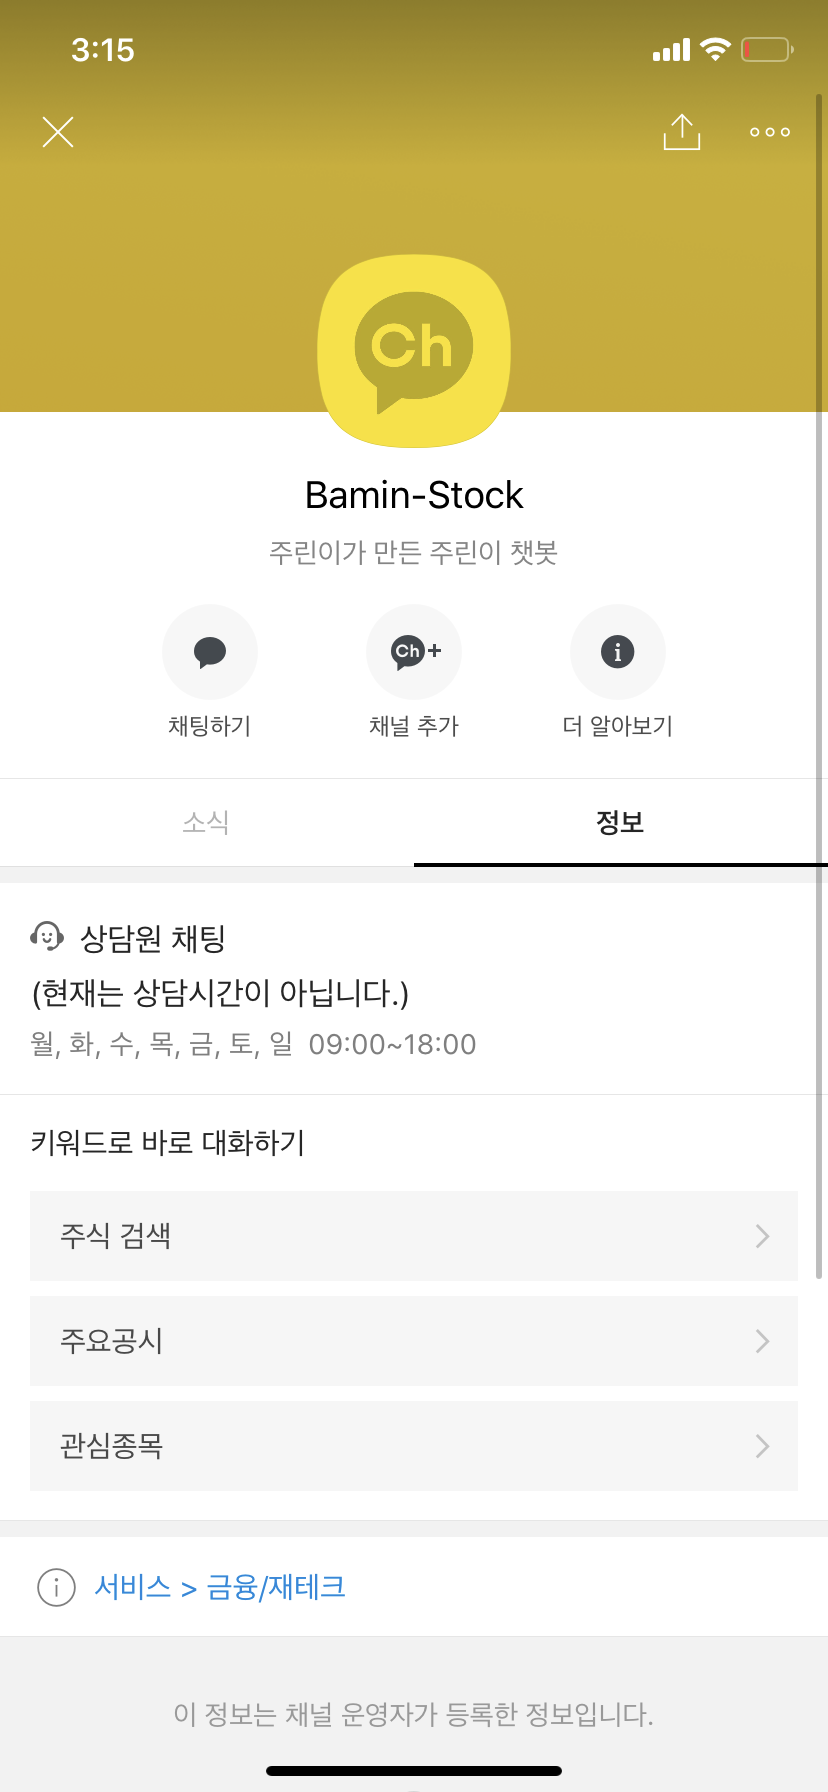 3:15
Ch
Bamin-Stock
주린이가 만든 주린이 챗봇
Ch+
채팅하기
채널 추가
더 알아보기
소식
정보
상담원 채팅
(현재는 상담시간이 아닙니다.)
월, 화, 수, 목, 금, 토, 일 09:00~18:00
키워드로 바로 대화하기
주식 검색
주요공시
관심종목
서비스 > 금융/재테크
이 정보는 채널 운영자가 등록한 정보입니다.